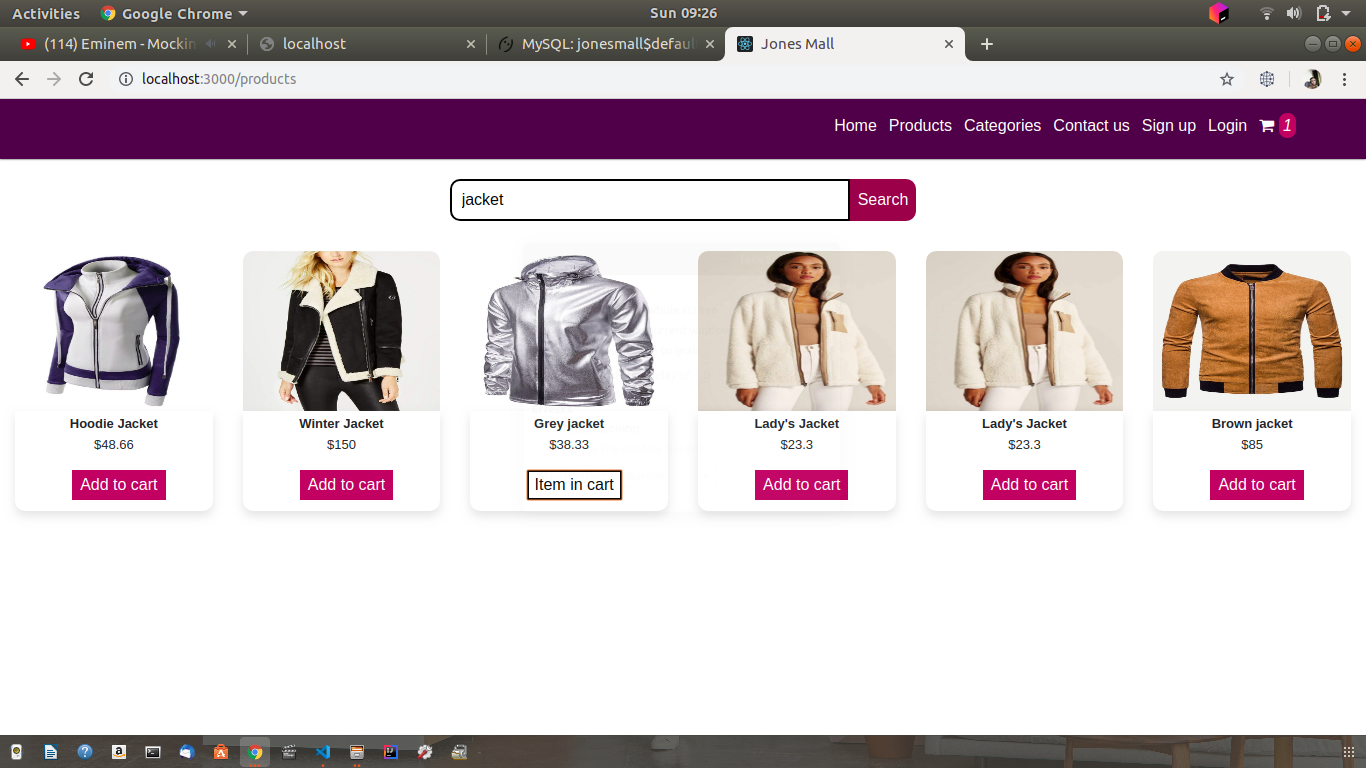 Activities
Google Chrome
Sun 09:26
(114) Eminem - Mockin
localhost
MySQL: jonesmall$defaul
Jones Mall
localhost:3000/products
Home Products Categories Contact us Sign up Login 1
jacket
Search
Hoodie Jacket
$48.66
Add to cart
Winter Jacket
$150
Add to cart
Grey jacket
$38.33
Item in cart
Lady's Jacket
$23.3
Add to cart
Lady's Jacket
$23.3
Add to cart
Brown jacket
$85
Add to cart